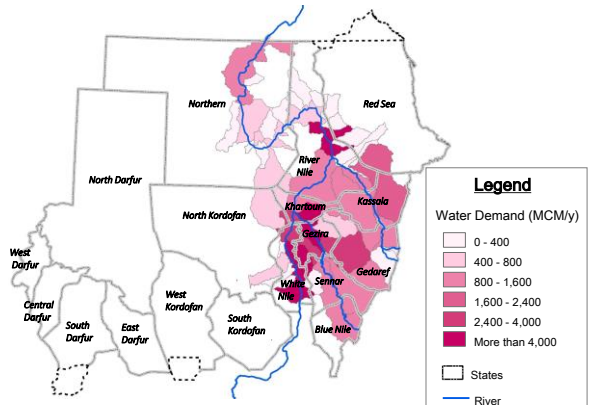 Red Sea
Northern
River
Nile
North Darfur
Kassala
Khartoum
North Kordofan
Gezira
West
Darfur
Gedaref
White
Nile
Sennar
Central
Darfur
West
Kordofan
South
Kordofan
South
Darfur
East
Darfur
Blue Nile
Legend
Water Demand (MCM/y)
0 - 400
400 - 800
800 - 1,600
1,600 - 2,400
2,400 - 4,000
More than 4,000
States
River